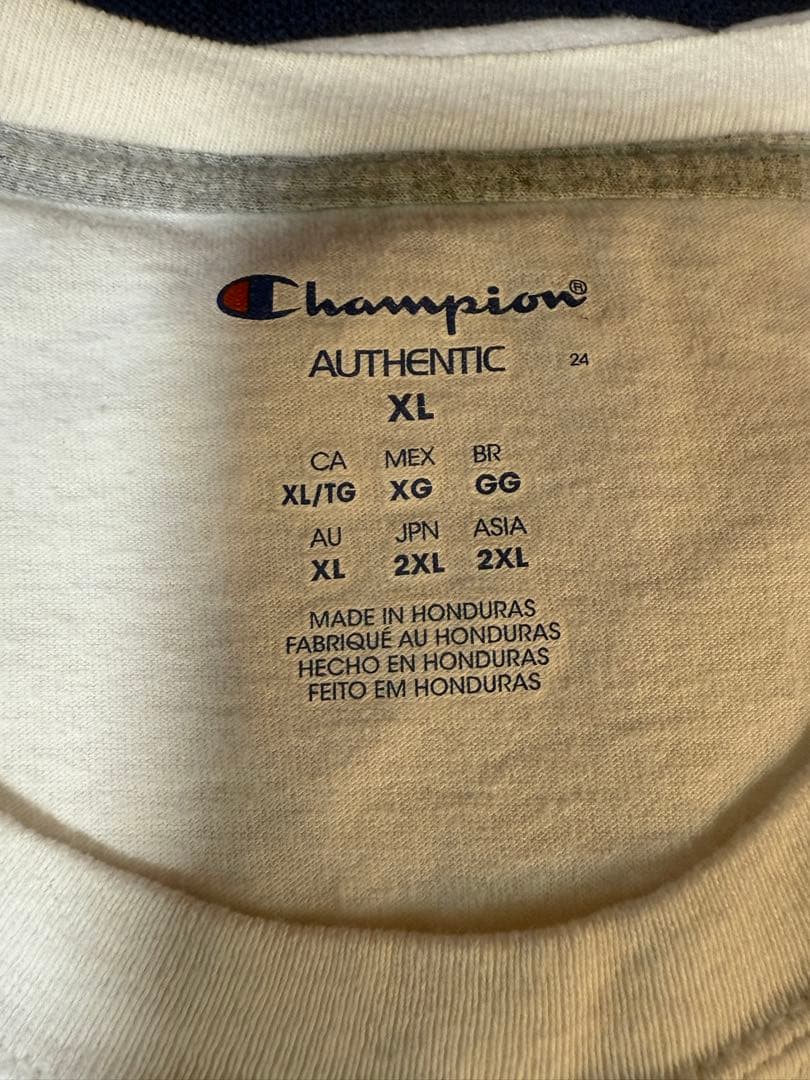 Champion®
AUTHENTIC 24
XL
CA MEX BR
XL/TG XG GG
AU JPN ASIA
XL 2XL 2XL
MADE IN HONDURAS
FABRIQUÉ AU HONDURAS
HECHO EN HONDURAS
FEITO EM HONDURAS